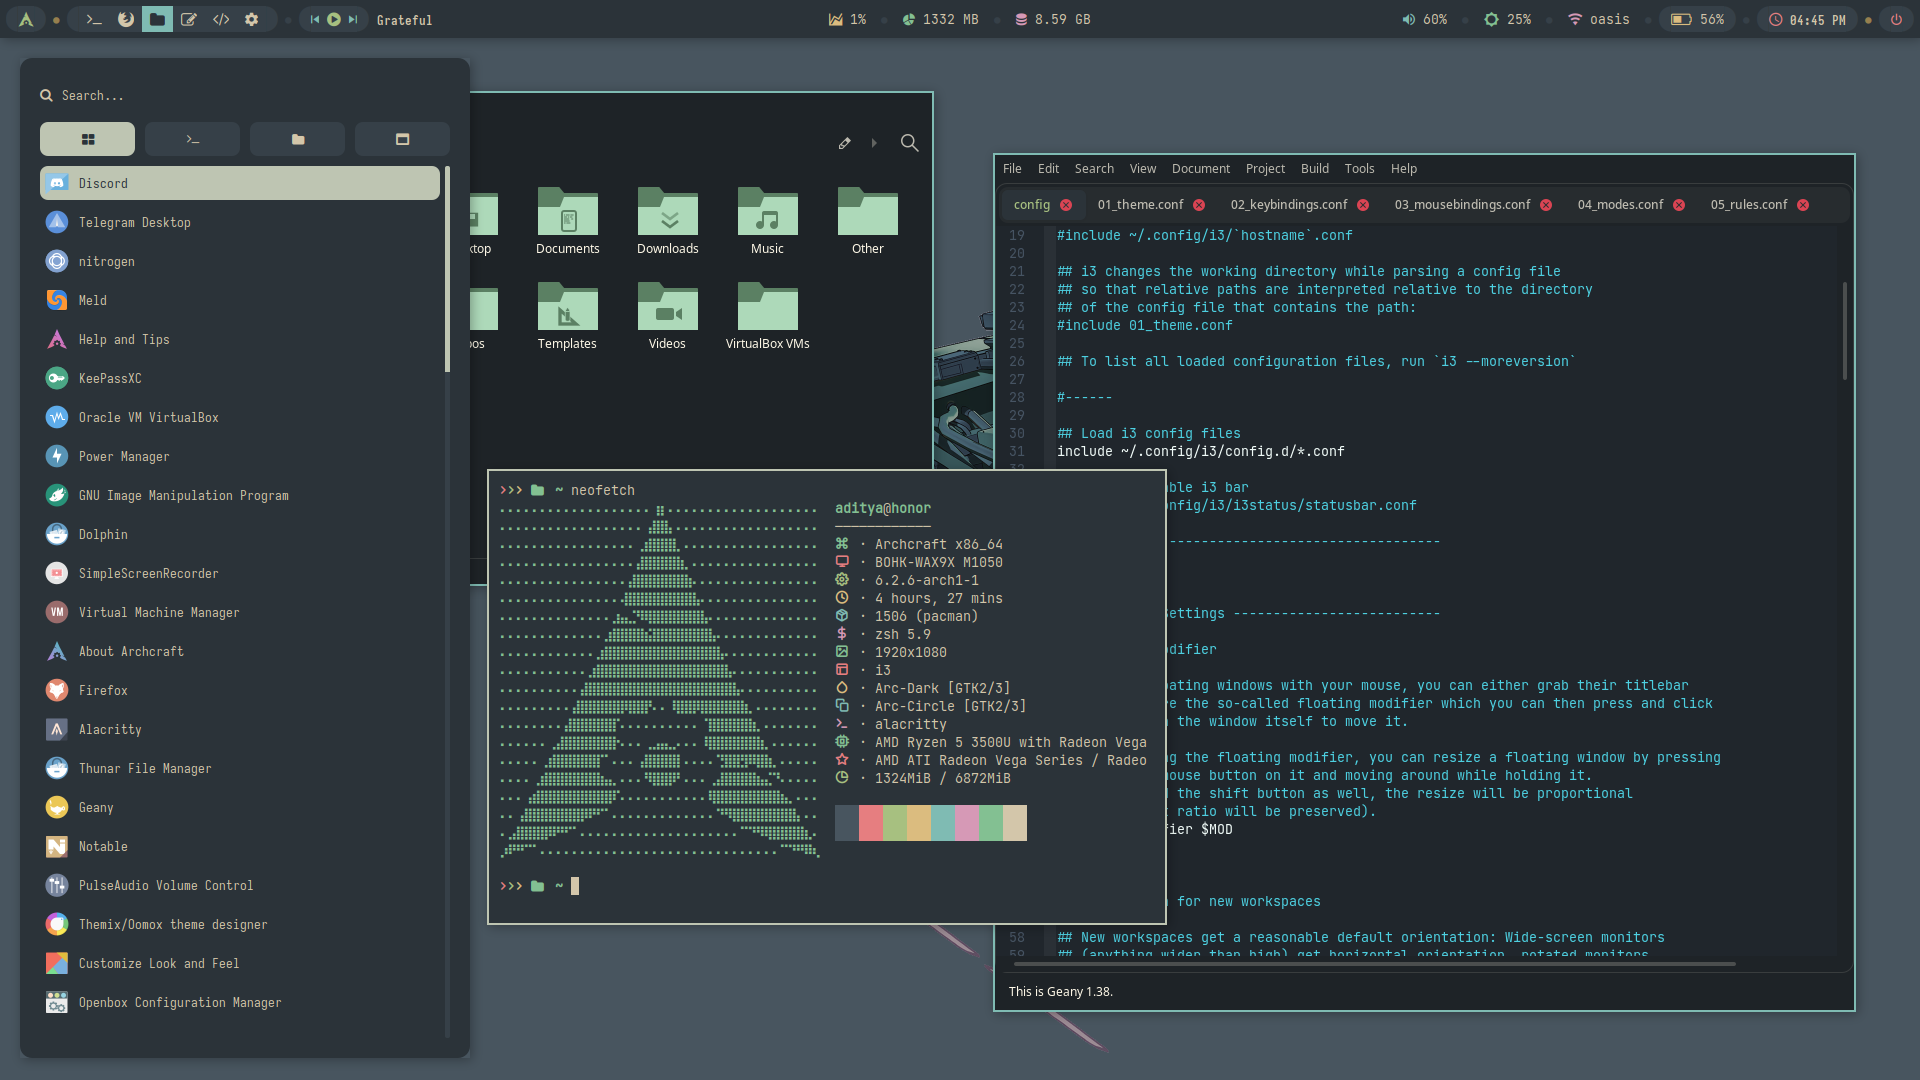 Grateful
1%
1332 MB
8.59 GB
60%
25%
oasis
56%
04:45 PM
Search...
Discord
Telegram Desktop
nitrogen
Meld
Help and Tips
KeePassXC
Oracle VM VirtualBox
Power Manager
GNU Image Manipulation Program
Dolphin
SimpleScreenRecorder
Virtual Machine Manager
About Archcraft
Firefox
Alacritty
Thunar File Manager
Geany
Notable
PulseAudio Volume Control
Themix/Oomox theme designer
Customize Look and Feel
Openbox Configuration Manager
ktop
Documents
Downloads
Music
Other
os
Templates
Videos
VirtualBox VMs
File Edit Search View Document Project Build Tools Help
config 01_theme.conf 02_keybindings.conf 03_mousebindings.conf 04_modes.conf 05_rules.conf
19 #include ~/.config/i3/`hostname`.conf
20
21 ## i3 changes the working directory while parsing a config file
22 ## so that relative paths are interpreted relative to the directory
23 ## of the config file that contains the path:
24 #include 01_theme.conf
25
26 ## To list all loaded configuration files, run `i3 --moreversion`
27
28 #------
29
30 ## Load i3 config files
31 include ~/.config/i3/config.d/*.conf
ble i3 bar
nfig/i3/i3status/statusbar.conf
----------------------------------
ettings --------------------------
difier
ating windows with your mouse, you can either grab their titlebar
e the so-called floating modifier which you can then press and click
the window itself to move it.
g the floating modifier, you can resize a floating window by pressing
ouse button on it and moving around while holding it.
the shift button as well, the resize will be proportional
ratio will be preserved).
ier $MOD
for new workspaces
58 ## New workspaces get a reasonable default orientation: Wide-screen monitors
59 ## (anything wider than high) get horizontal orientation, rotated monitors
This is Geany 1.38.
>>> ~ neofetch
aditya@honor
· Archcraft x86_64
· BOHK-WAX9X M1050
· 6.2.6-arch1-1
· 4 hours, 27 mins
· 1506 (pacman)
· zsh 5.9
· 1920x1080
· i3
· Arc-Dark [GTK2/3]
· Arc-Circle [GTK2/3]
· alacritty
· AMD Ryzen 5 3500U with Radeon Vega
· AMD ATI Radeon Vega Series / Radeo
· 1324MiB / 6872MiB
>>> ~